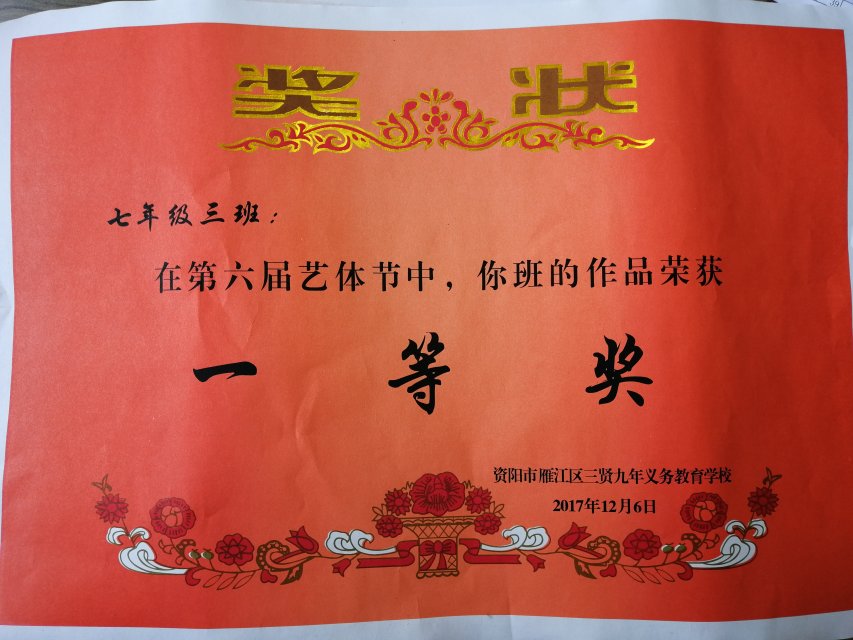 奖状
七年级三班：
在第六届艺体节中，你班的作品荣获
一等奖
资阳市雁江区三贤九年义务教育学校
2017年12月6日